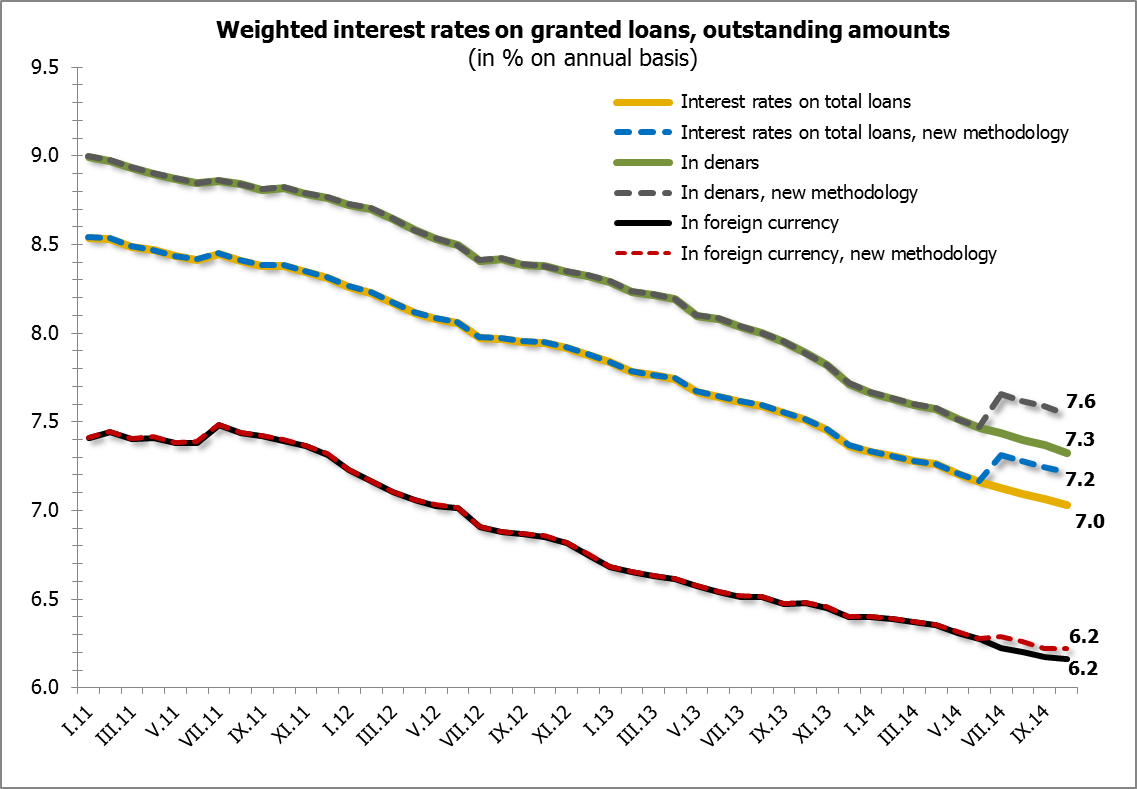 Weighted interest rates on granted loans, outstanding amounts
(in % on annual basis)
9.5
9.0
8.5
8.0
7.5
7.0
6.5
6.0
Interest rates on total loans
Interest rates on total loans, new methodology
In denars
In denars, new methodology
In foreign currency
In foreign currency, new methodology
7.6
7.3
7.2
7.0
6.2
6.2
I.11
III.11
V.11
VII.11
IX.11
XI.11
I.12
III.12
V.12
VII.12
IX.12
XI.12
I.13
III.13
V.13
VII.13
IX.13
XI.13
I.14
III.14
V.14
VII.14
IX.14